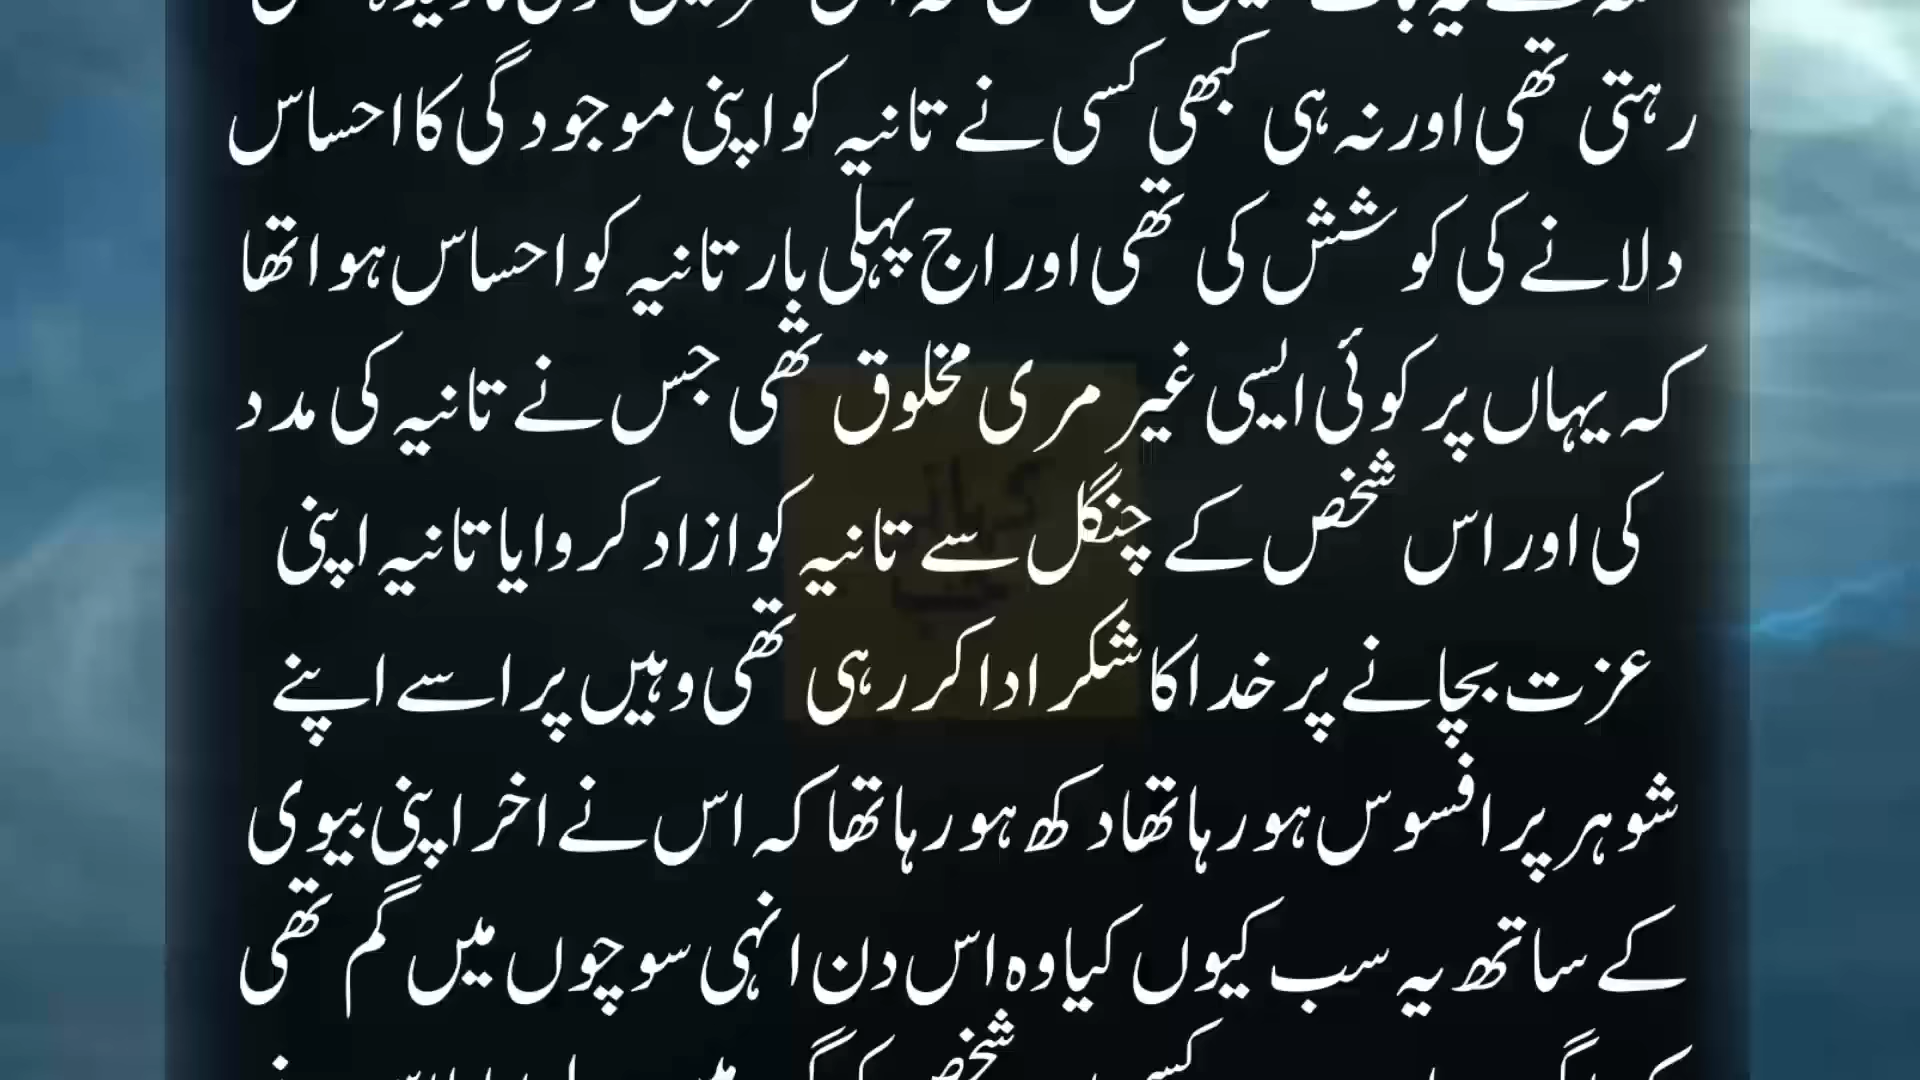 رہتی تھی اور نہ ہی کبھی کسی نے تانیہ کو اپنی موجودگی کا احساس
دلانے کی کوشش کی تھی اور اج پہلی بار تانیہ کو احساس ہوا تھا
کہ یہاں پر کوئی ایسی غیر مری مخلوق تھی جس نے تانیہ کی مدد
کی اور اس شخص کے چنگل سے تانیہ کو ازاد کروایا تانیہ اپنی
عزت بچانے پر خدا کا شکر ادا کر رہی تھی وہیں پر اسے اپنے
شوہر پر افسوس ہو رہا تھا دکھ ہو رہا تھا کہ اس نے اخر اپنی بیوی
کے ساتھ یہ سب کیوں کیا وہ اس دن انہی سوچوں میں گم تھی